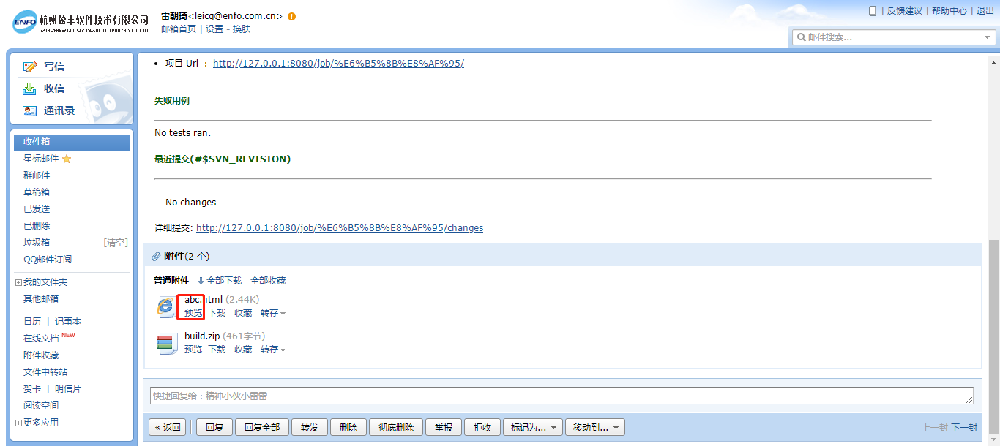 ENFO 杭州盈丰软件技术有限公司
雷朝琦<leicq@enfo.com.cn>
邮箱首页 | 设置 - 换肤
| 反馈建议 | 帮助中心 | 退出
邮件搜索...
写信
收信
通讯录
收件箱
星标邮件
群邮件
草稿箱
已发送
已删除
垃圾箱 [清空]
QQ邮件订阅
我的文件夹
其他邮箱
日历 | 记事本
在线文档 NEW
附件收藏
文件中转站
贺卡 | 明信片
阅读空间
更多应用
• 项目 Url : http://127.0.0.1:8080/job/%E6%B5%8B%E8%AF%95/
失败用例
No tests ran.
最近提交(#$SVN_REVISION)
No changes
详细提交: http://127.0.0.1:8080/job/%E6%B5%8B%E8%AF%95/changes
附件(2 个)
普通附件 全部下载 全部收藏
abc.html (2.44K)
预览 下载 收藏 转存
build.zip (461字节)
预览 下载 收藏 转存
快捷回复给：精神小伙小雷雷
« 返回 回复 回复全部 转发 删除 彻底删除 举报 拒收 标记为... 移动到... 上一封 下一封